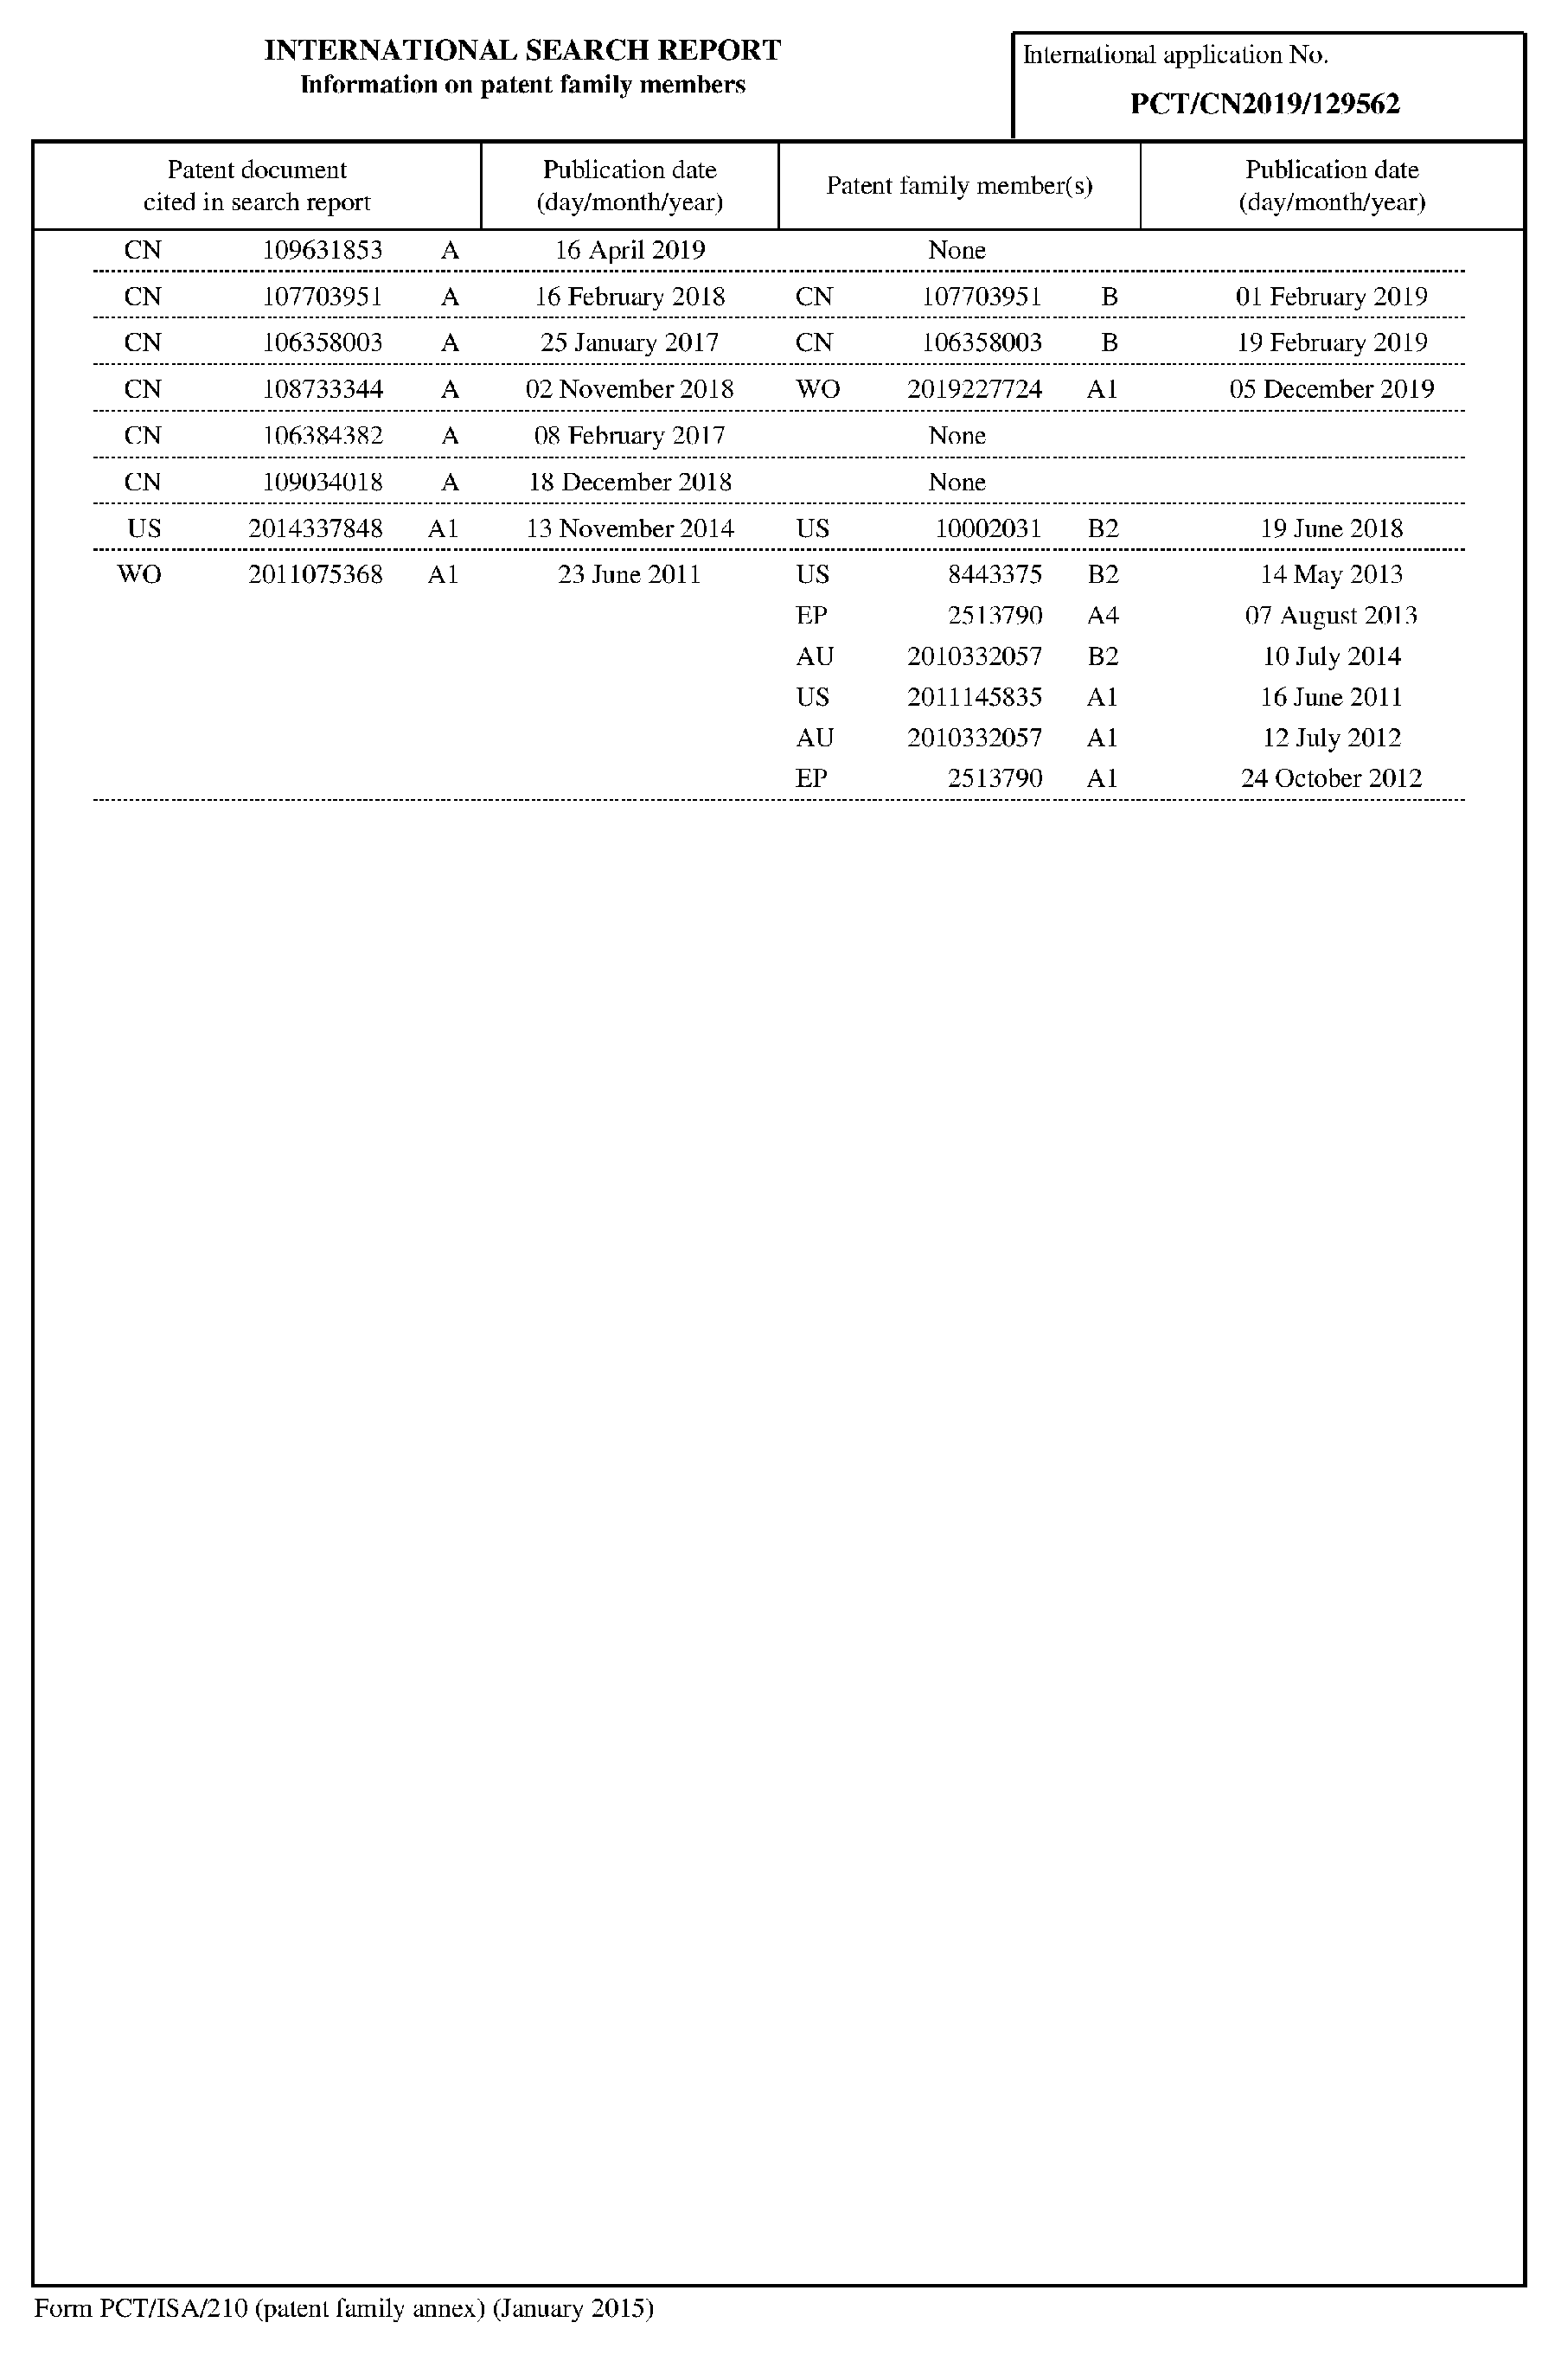 INTERNATIONAL SEARCH REPORT
Information on patent family members
International application No.
PCT/CN2019/129562
Patent document cited in search report
Publication date (day/month/year)
Patent family member(s)
Publication date (day/month/year)
CN 109631853 A 16 April 2019 None
CN 107703951 A 16 February 2018 CN 107703951 B 01 February 2019
CN 106358003 A 25 January 2017 CN 106358003 B 19 February 2019
CN 108733344 A 02 November 2018 WO 2019227724 A1 05 December 2019
CN 106384382 A 08 February 2017 None
CN 109034018 A 18 December 2018 None
US 2014337848 A1 13 November 2014 US 10002031 B2 19 June 2018
WO 2011075368 A1 23 June 2011 US 8443375 B2 14 May 2013
EP 2513790 A4 07 August 2013
AU 2010332057 B2 10 July 2014
US 2011145835 A1 16 June 2011
AU 2010332057 A1 12 July 2012
EP 2513790 A1 24 October 2012
Form PCT/ISA/210 (patent family annex) (January 2015)